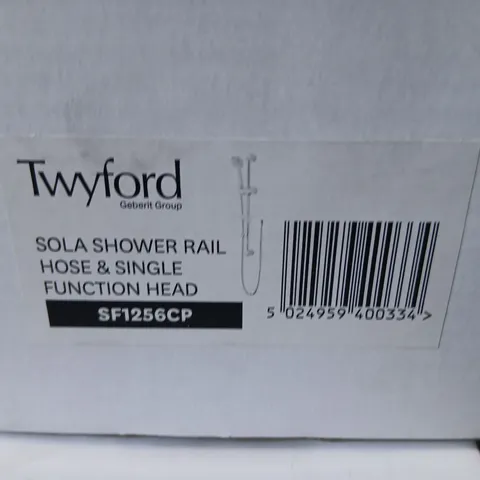 Twyford
Geberit Group
SOLA SHOWER RAIL
HOSE & SINGLE
FUNCTION HEAD
SF1256CP
5 024959 400334 >